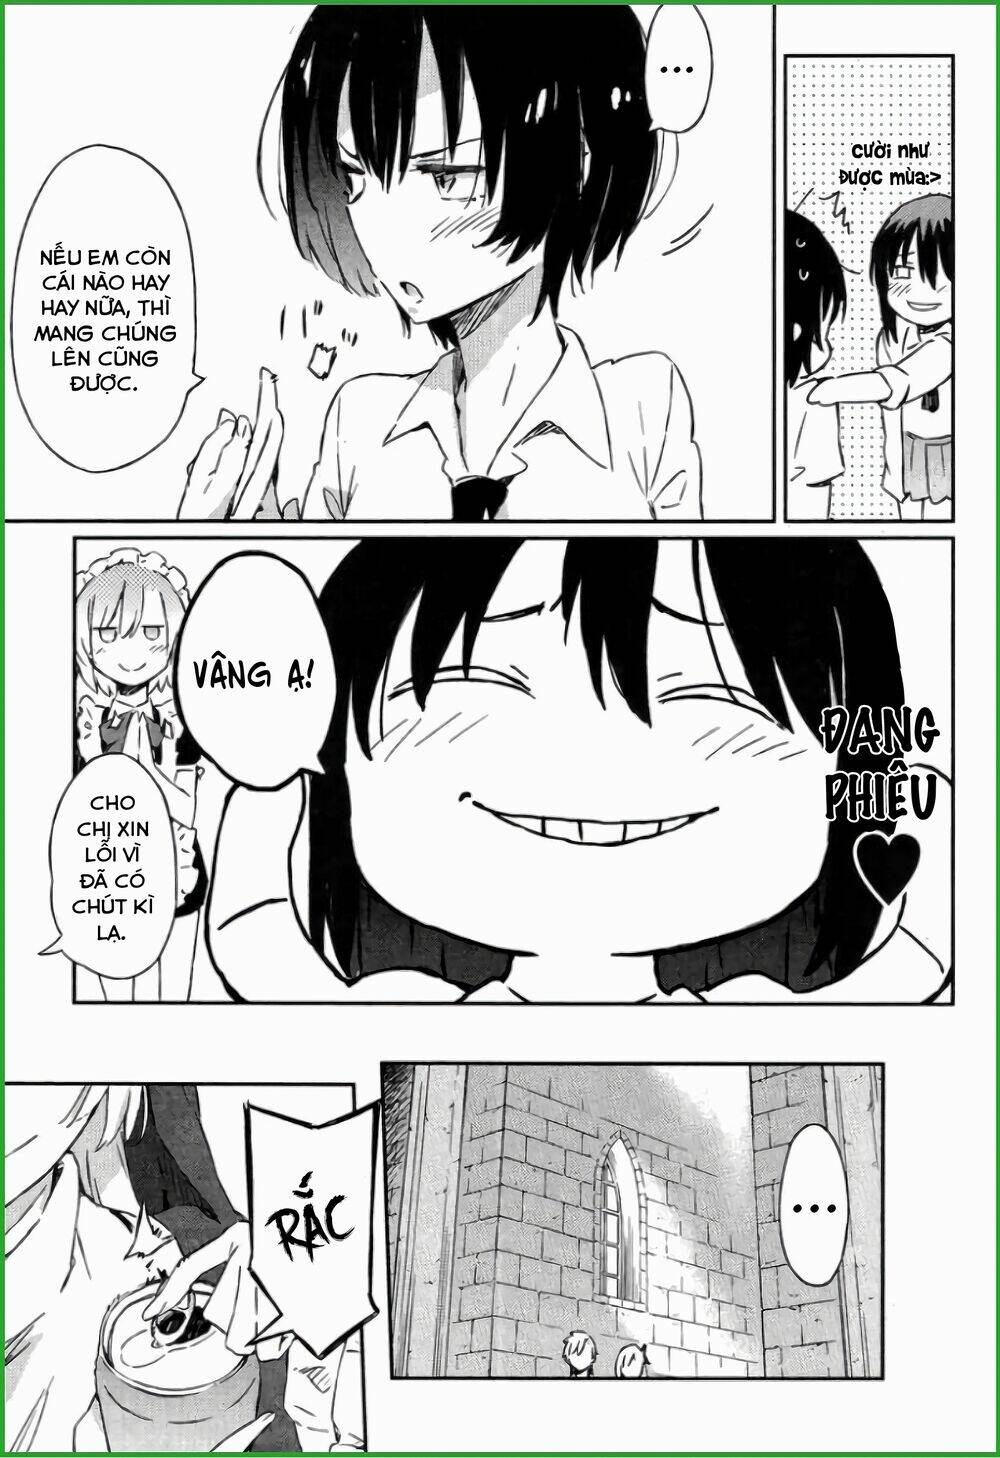 ...
cười như
được mùa:>
NẾU EM CÒN
CÁI NÀO HAY
HAY NỮA, THÌ
MANG CHÚNG
LÊN CŨNG
ĐƯỢC.
VÂNG Ạ!
ĐANG
PHIÊU
CHO
CHỊ XIN
LỖI VÌ
ĐÃ CÓ
CHÚT KÌ
LẠ.
...
RẮC